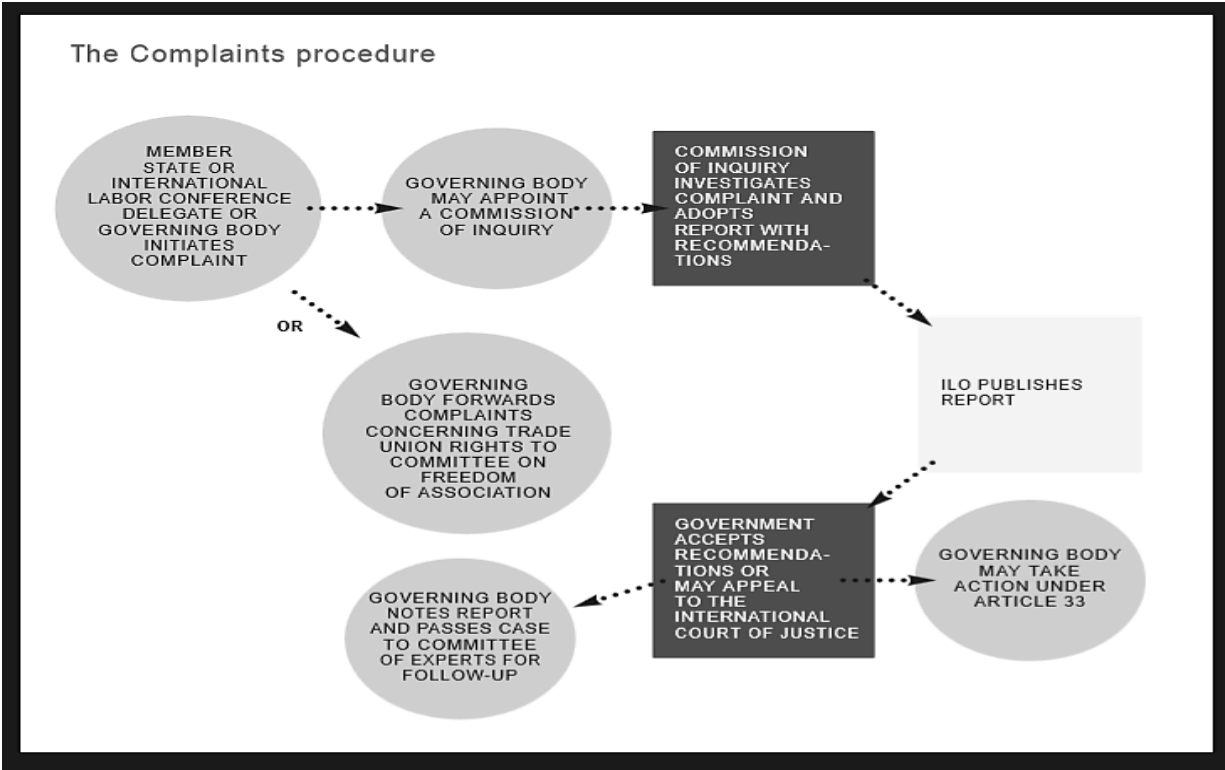 The Complaints procedure
MEMBER
STATE OR
INTERNATIONAL
LABOR CONFERENCE
DELEGATE OR
GOVERNING BODY
INITIATES
COMPLAINT
GOVERNING BODY
MAY APPOINT
A COMMISSION
OF INQUIRY
COMMISSION
OF INQUIRY
INVESTIGATES
COMPLAINT AND
ADOPTS
REPORT WITH
RECOMMENDA-
TIONS
OR
GOVERNING
BODY FORWARDS
COMPLAINTS
CONCERNING TRADE
UNION RIGHTS TO
COMMITTEE ON
FREEDOM
OF ASSOCIATION
ILO PUBLISHES
REPORT
GOVERNMENT
ACCEPTS
RECOMMENDA-
TIONS OR
MAY APPEAL
TO THE
INTERNATIONAL
COURT OF JUSTICE
GOVERNING BODY
MAY TAKE
ACTION UNDER
ARTICLE 33
GOVERNING BODY
NOTES REPORT
AND PASSES CASE
TO COMMITTEE
OF EXPERTS FOR
FOLLOW-UP